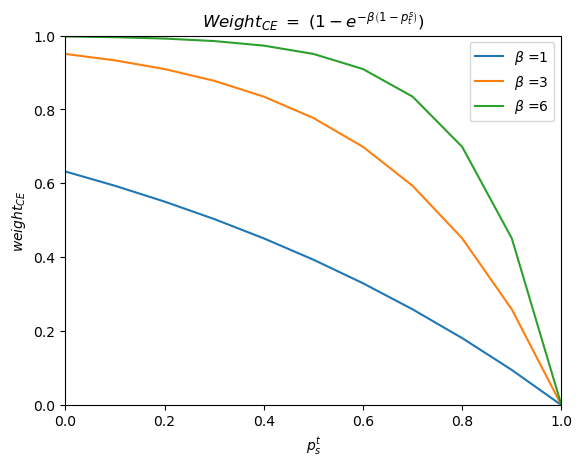 $Weight_{CE} = (1 - e^{-\beta(1-p_t^s)})$
β =1
β =3
β =6
$weight_{CE}$
1.0
0.8
0.6
0.4
0.2
0.0
0.0 0.2 0.4 0.6 0.8 1.0
$p_s^t$